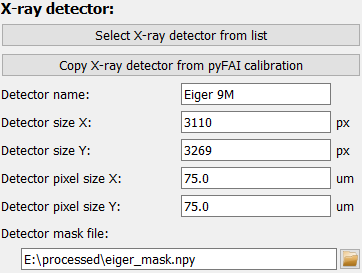 X-ray detector:
Select X-ray detector from list
Copy X-ray detector from pyFAI calibration
Detector name: Eiger 9M
Detector size X: 3110 px
Detector size Y: 3269 px
Detector pixel size X: 75.0 um
Detector pixel size Y: 75.0 um
Detector mask file:
E:\processed\eiger_mask.npy